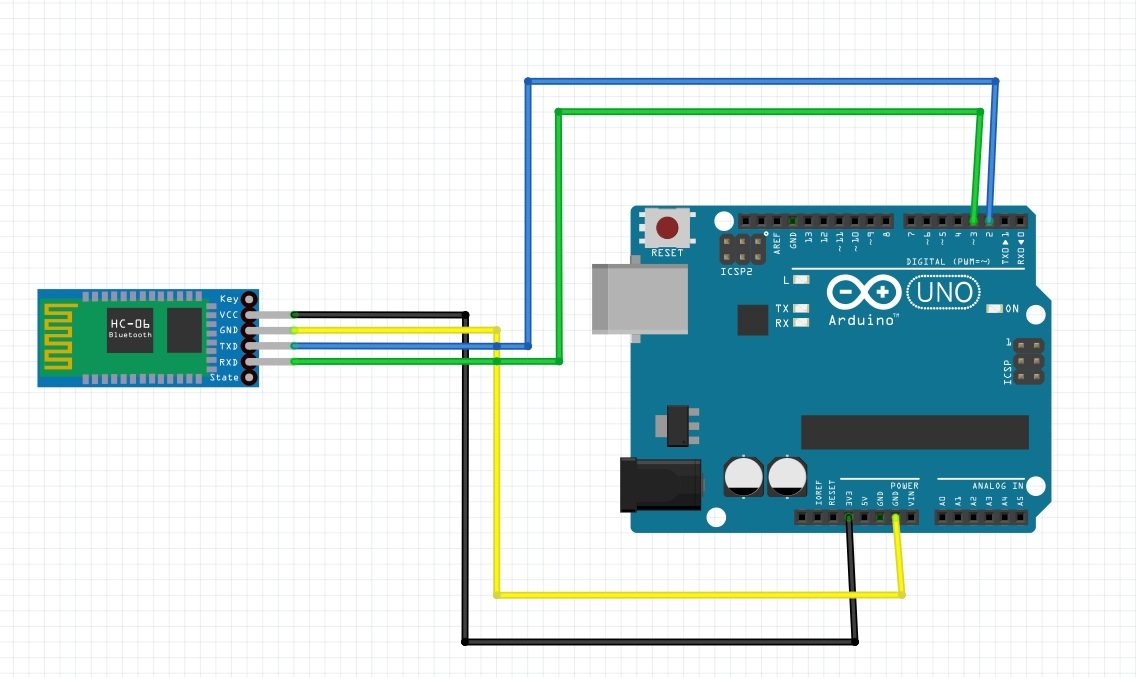 HC-06
Bluetooth
Key
VCC
GND
TXD
RXD
State
RESET
ICSP2
AREF
GND
13
12
~11
~10
~9
8
7
~6
~5
4
~3
2
TXO▶1
RXO◀0
DIGITAL (PWM=~)
L
TX
RX
UNO
Arduino™
ON
1
ICSP
POWER
IOREF
RESET
3V3
5V
GND
GND
VIN
ANALOG IN
A0
A1
A2
A3
A4
A5